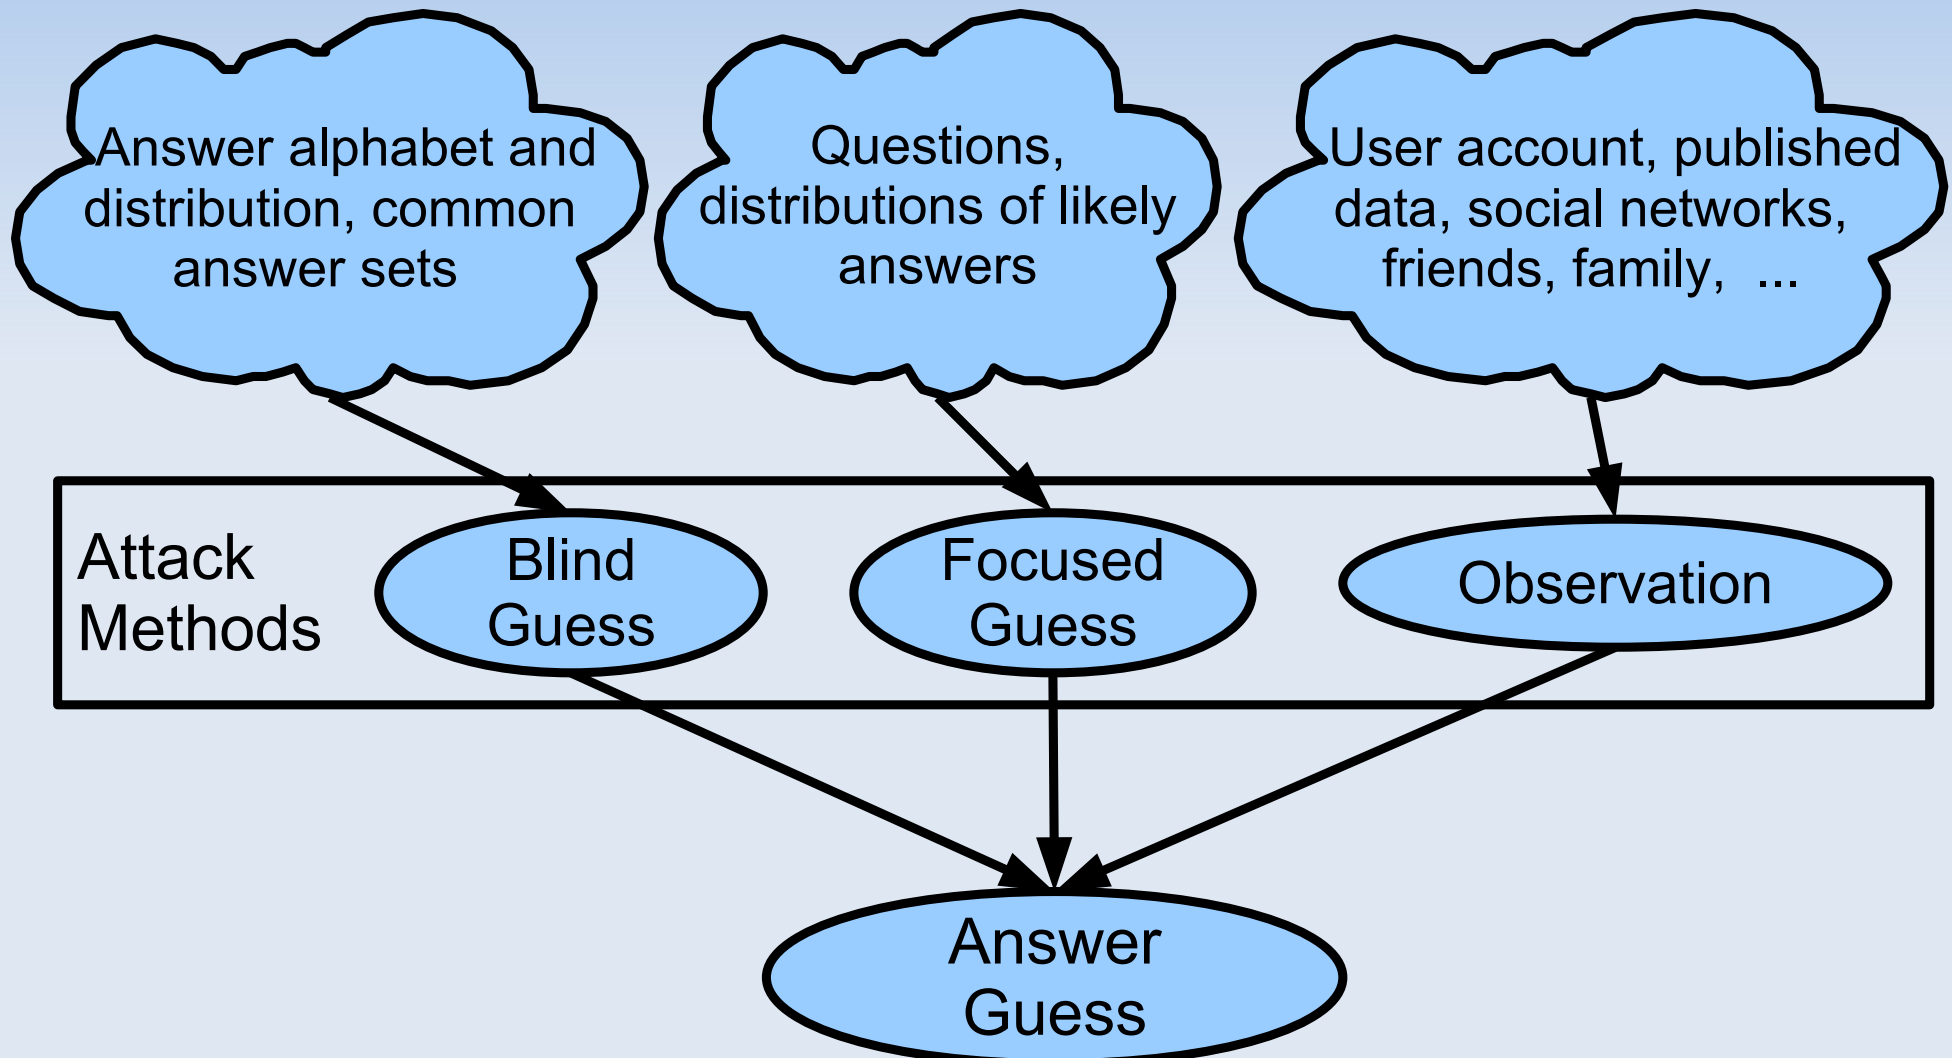 Answer alphabet and
distribution, common
answer sets
Questions,
distributions of likely
answers
User account, published
data, social networks,
friends, family, ...
Attack
Methods
Blind
Guess
Focused
Guess
Observation
Answer
Guess